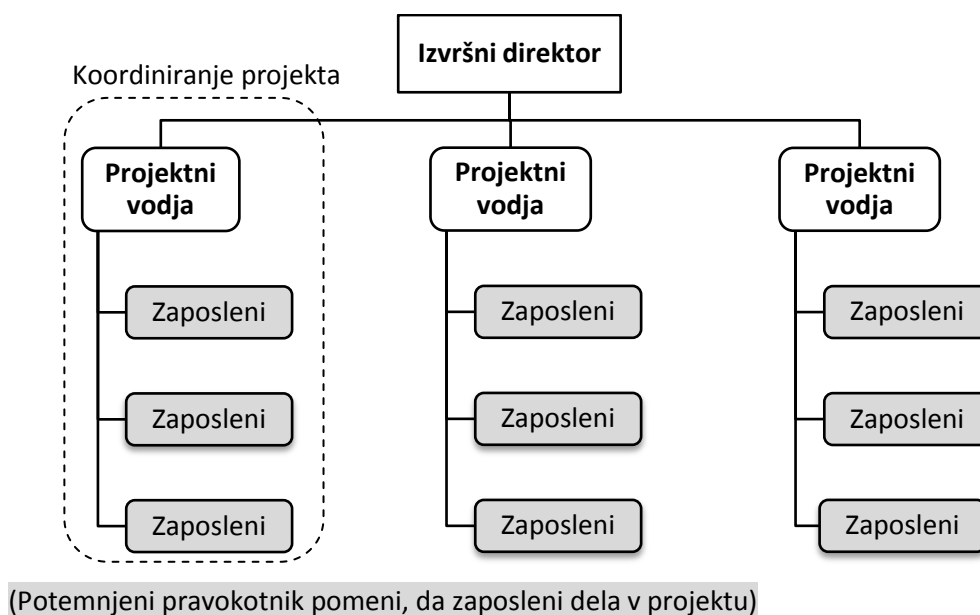 Izvršni direktor
Koordiniranje projekta
Projektni
vodja
Projektni
vodja
Projektni
vodja
Zaposleni
Zaposleni
Zaposleni
Zaposleni
Zaposleni
Zaposleni
Zaposleni
Zaposleni
Zaposleni
(Potemnjeni pravokotnik pomeni, da zaposleni dela v projektu)